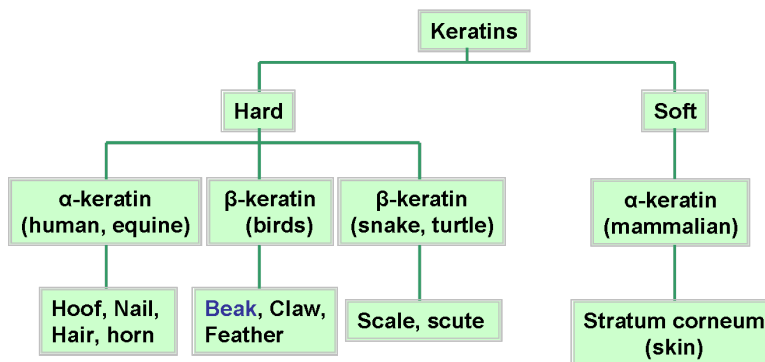 Keratins
Hard
Soft
α-keratin
(human, equine)
β-keratin
(birds)
β-keratin
(snake, turtle)
α-keratin
(mammalian)
Hoof, Nail,
Hair, horn
Beak, Claw,
Feather
Scale, scute
Stratum corneum
(skin)